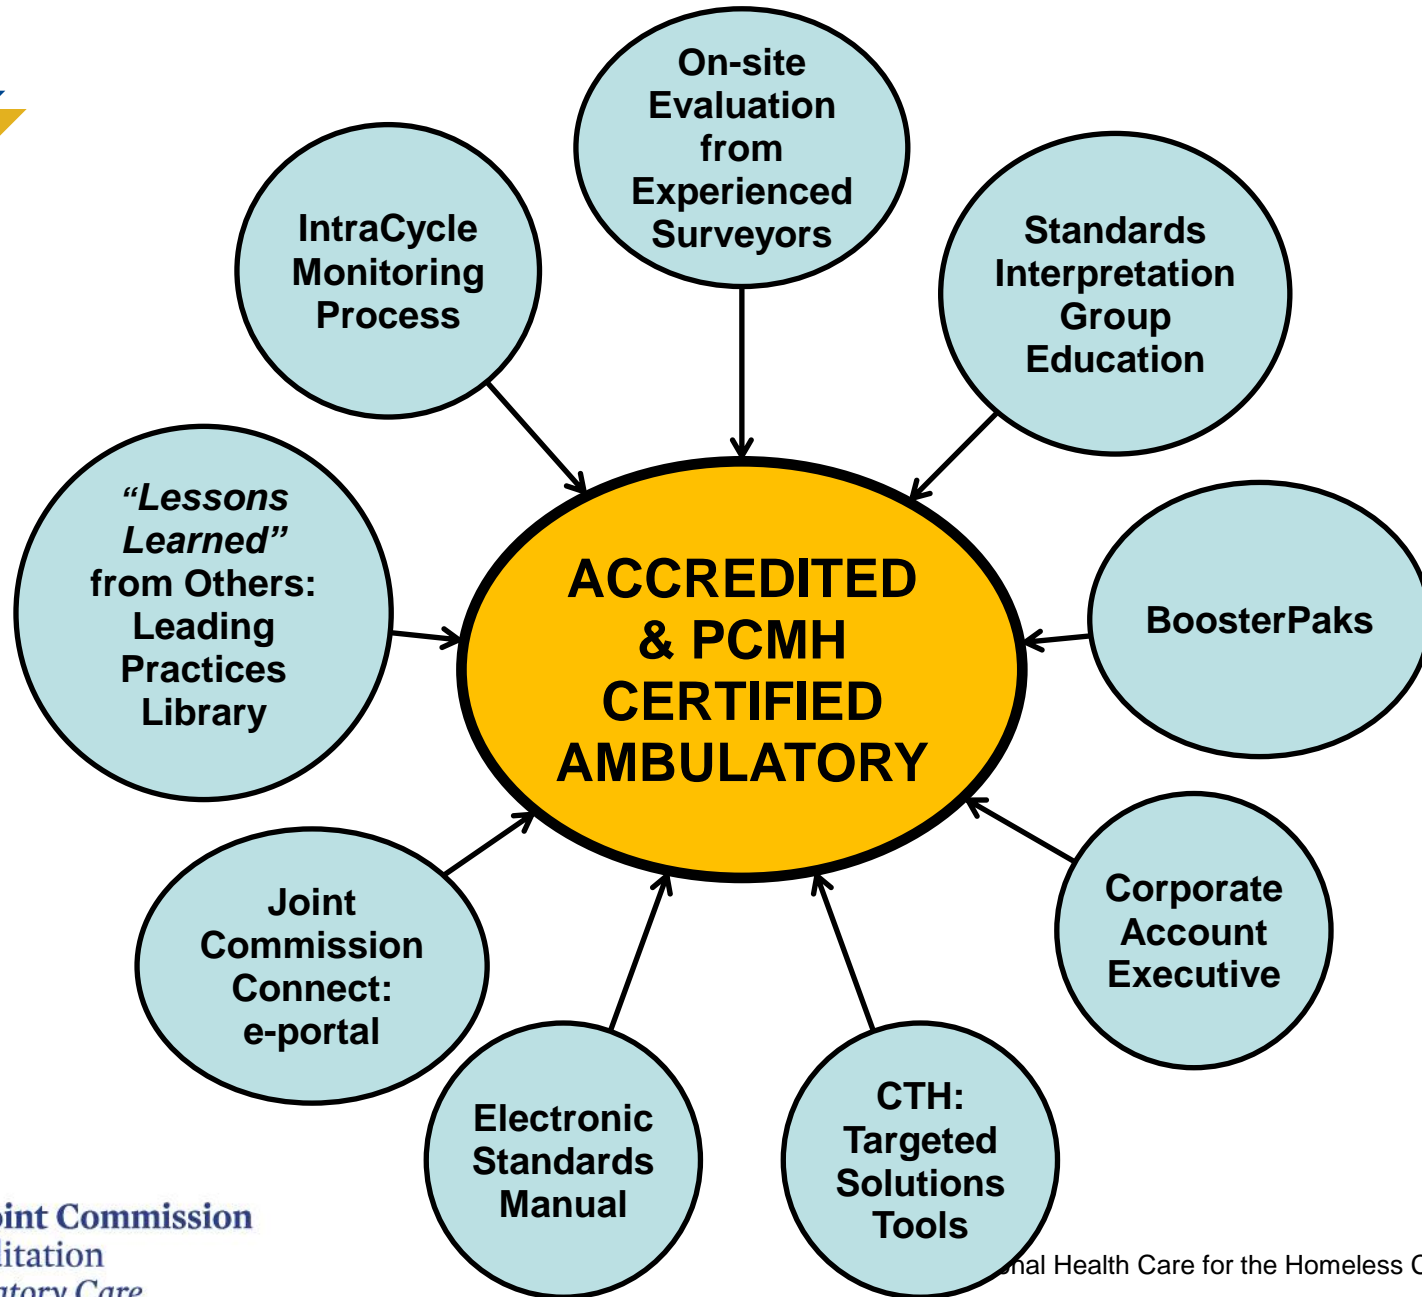 On-site
Evaluation
from
Experienced
Surveyors
IntraCycle
Monitoring
Process
Standards
Interpretation
Group
Education
“Lessons
Learned”
from Others:
Leading
Practices
Library
ACCREDITED
& PCMH
CERTIFIED
AMBULATORY
BoosterPaks
Corporate
Account
Executive
Joint
Commission
Connect:
e-portal
Electronic
Standards
Manual
CTH:
Targeted
Solutions
Tools
Commission
Care
Health Care for the Homeless